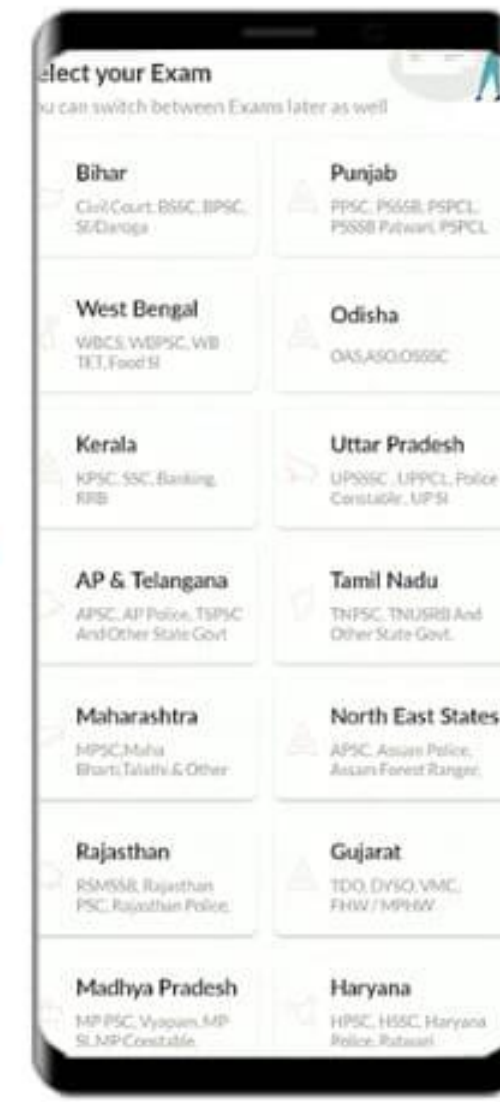 elect your Exam
u can switch between Exams later as well
Bihar
Civil Court, BSSC, BPSC,
SI/Daroga
Punjab
PPSC, PSSSB, PSPCL,
PSSSB Patwari, PSPCL
West Bengal
WBCS, WBPSC, WB
TET, Food SI
Odisha
OAS,ASO,OSSSC
Kerala
KPSC, SSC, Banking,
RRB
Uttar Pradesh
UPSSSC , UPPCL, Police
Constable, UP SI
AP & Telangana
APSC, AP Police, TSPSC
And Other State Govt
Tamil Nadu
TNPSC, TNUSRB And
Other State Govt.
Maharashtra
MPSC,Maha
Bharti,Talathi & Other
North East States
APSC, Assam Police,
Assam Forest Ranger,
Rajasthan
RSMSSB, Rajasthan
PSC, Rajasthan Police,
Gujarat
TDO, DYSO, VMC,
FHW / MPHW
Madhya Pradesh
MP PSC, Vyapam, MP
SI, MP Constable,
Haryana
HPSC, HSSC, Haryana
Police, Patwari